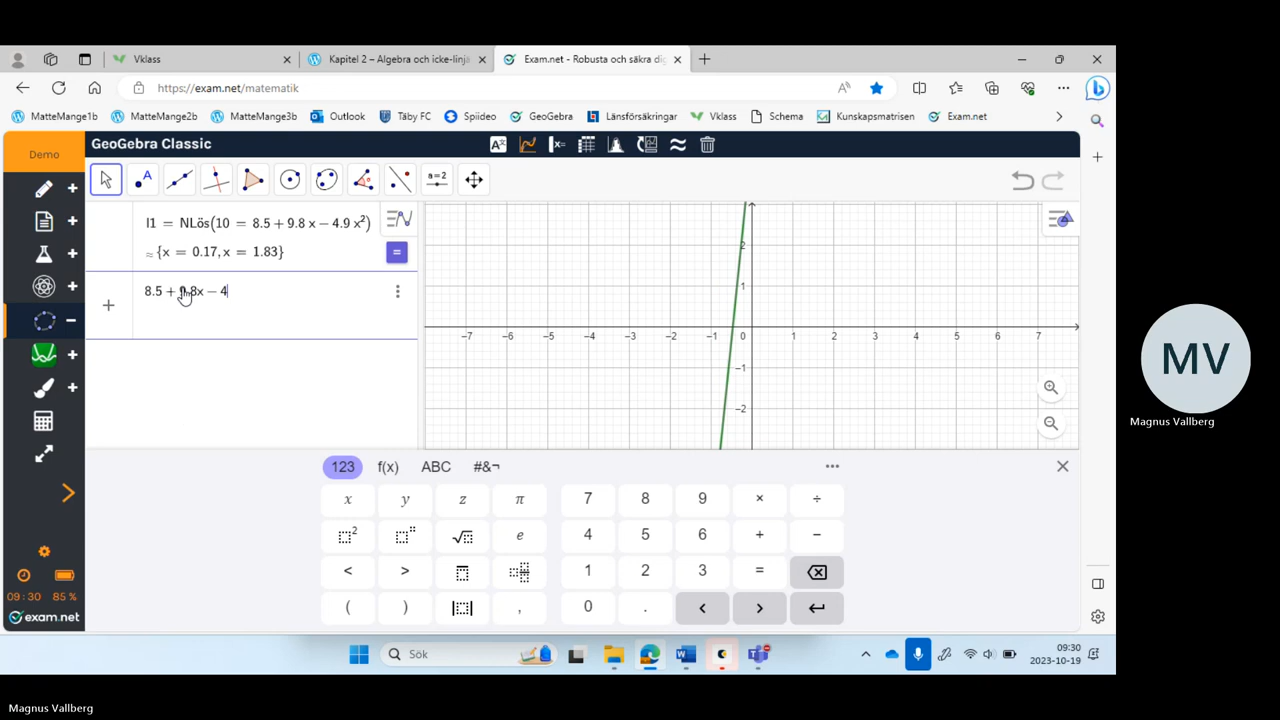 Vklass
Kapitel 2 – Algebra och icke-linjä
Exam.net - Robusta och säkra dig
https://exam.net/matematik
MatteMange1b
MatteMange2b
MatteMange3b
Outlook
Täby FC
Spiideo
GeoGebra
Länsförsäkringar
Vklass
Schema
Kunskapsmatrisen
Exam.net
Demo
GeoGebra Classic
a=2
l1 = NLös(10 = 8.5 + 9.8 x − 4.9 x²)
≈ {x = 0.17, x = 1.83}
=
8.5 + 9.8x − 4
2
1
−7 −6 −5 −4 −3 −2 −1 0 1 2 3 4 5 6 7
−1
−2
123 f(x) ABC #&¬
x y z π 7 8 9 × ÷
e 4 5 6 + −
< > 1 2 3 =
( ) , 0 . < >
09:30 85 %
exam.net
Sök
09:30
2023-10-19
MV
Magnus Vallberg
Magnus Vallberg